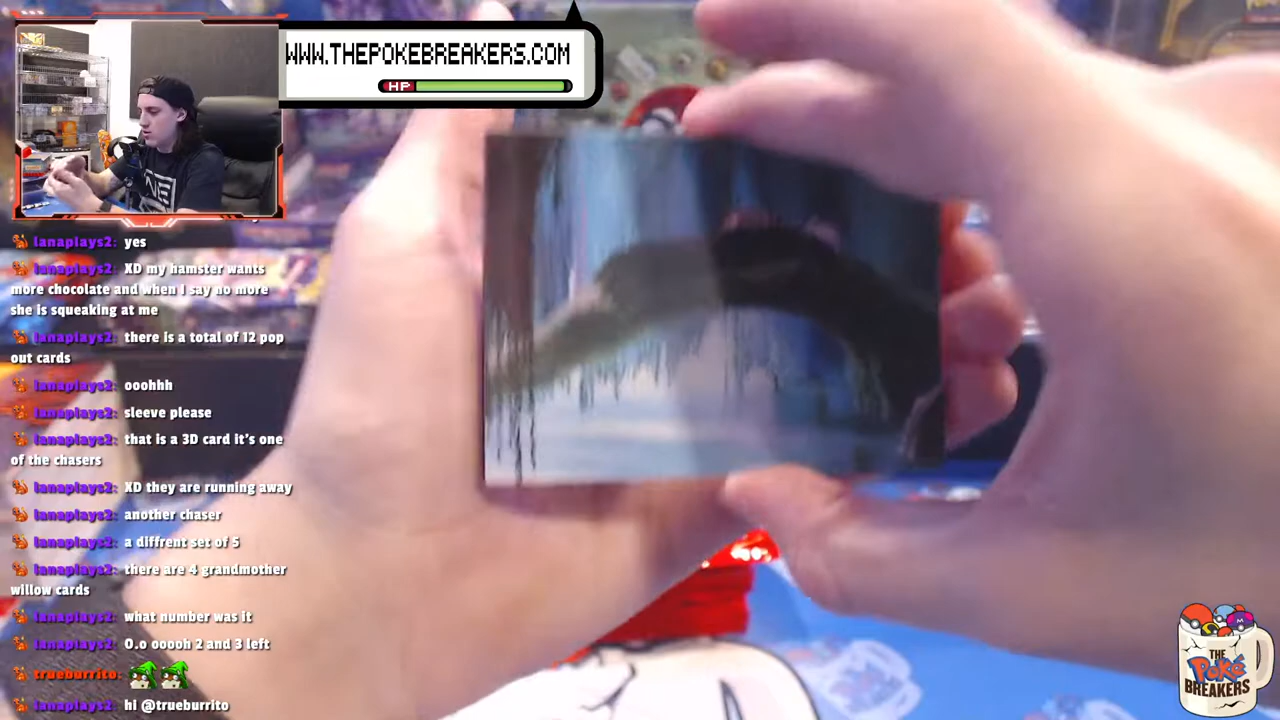 WWW.THEPOKEBREAKERS.COM
HP
lanaplays2: yes
lanaplays2: XD my hamster wants
more chocolate and when I say no more
she is squeaking at me
lanaplays2: there is a total of 12 pop
out cards
lanaplays2: ooohhh
lanaplays2: sleeve please
lanaplays2: that is a 3D card it's one
of the chasers
lanaplays2: XD they are running away
lanaplays2: another chaser
lanaplays2: a diffrent set of 5
lanaplays2: there are 4 grandmother
willow cards
lanaplays2: what number was it
lanaplays2: O.o ooooh 2 and 3 left
trueburrito:
lanaplays2: hi @trueburrito
THE
Poké
BREAKERS